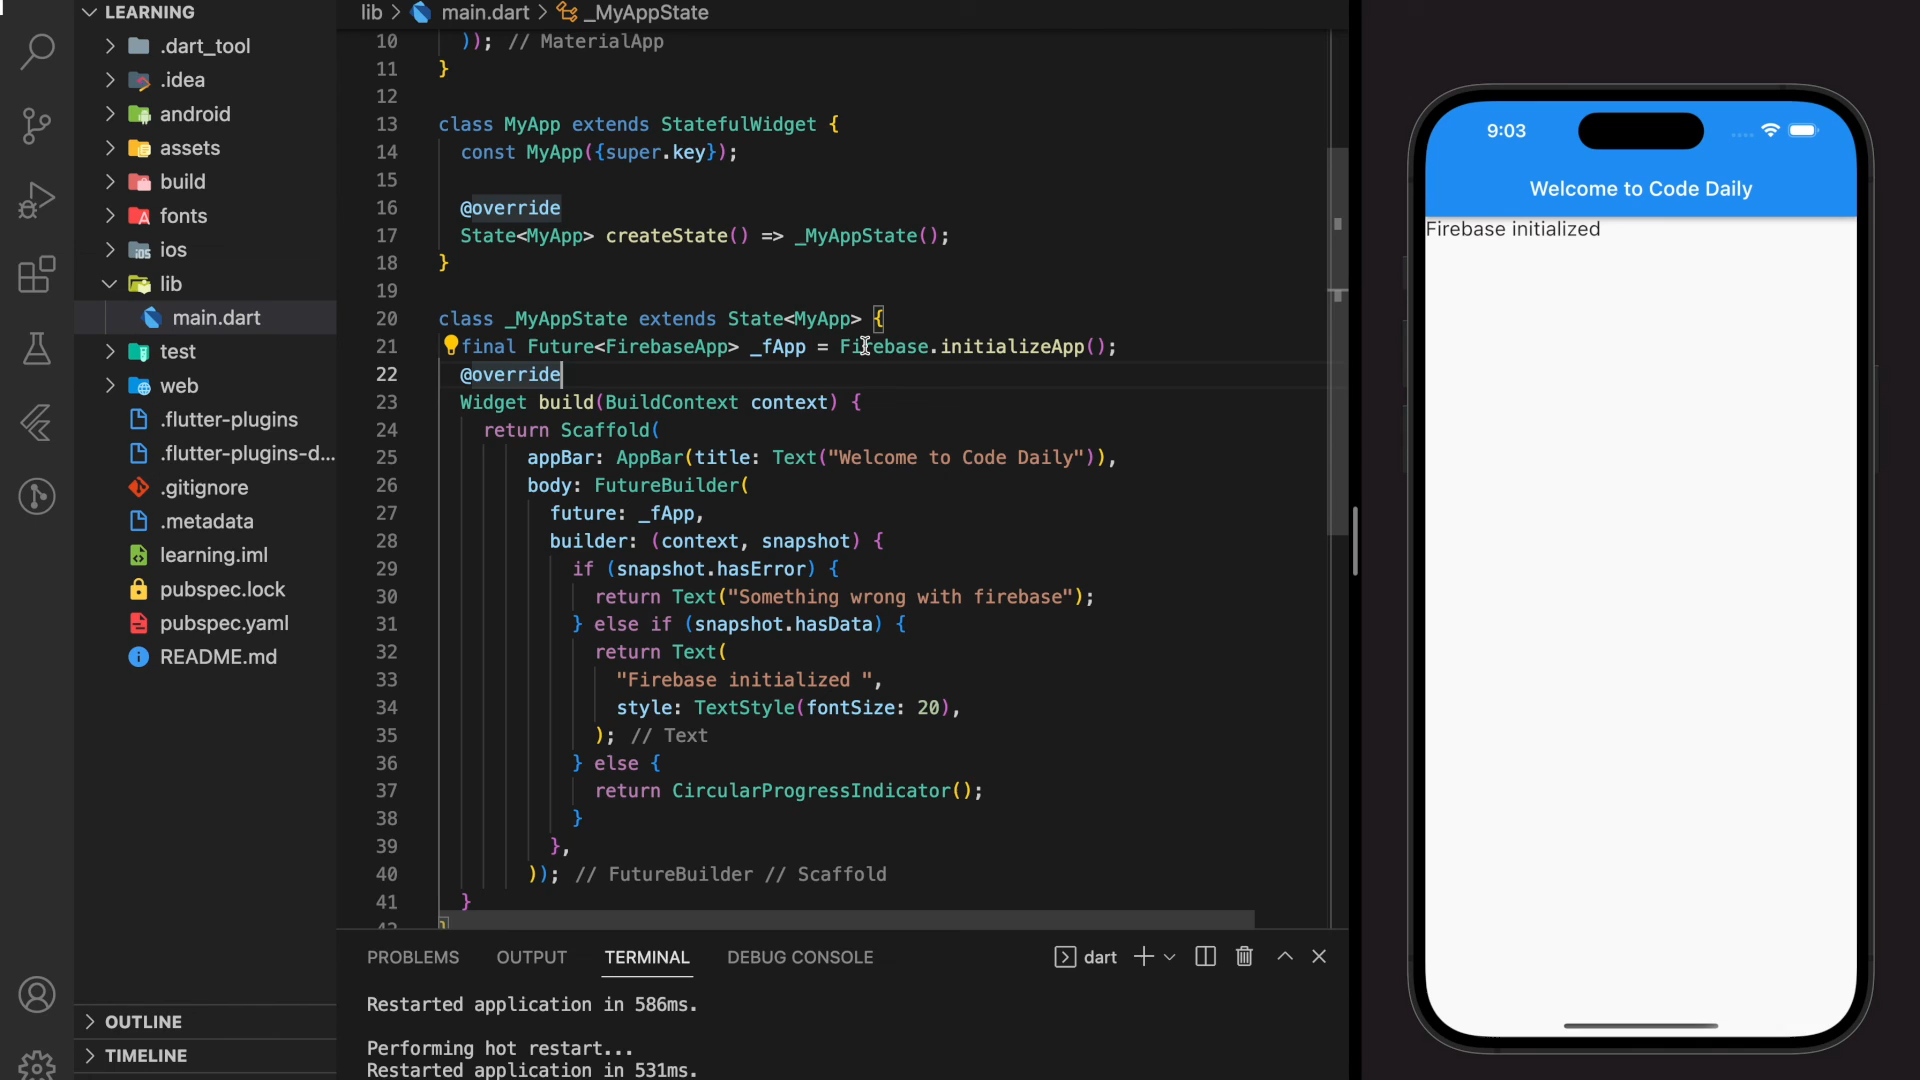 LEARNING
.dart_tool
.idea
android
assets
build
fonts
ios
lib
main.dart
test
web
.flutter-plugins
.flutter-plugins-d...
.gitignore
.metadata
learning.iml
pubspec.lock
pubspec.yaml
README.md
OUTLINE
TIMELINE
lib > main.dart > _MyAppState
10 )); // MaterialApp
11 }
12
13 class MyApp extends StatefulWidget {
14 const MyApp({super.key});
15
16 @override
17 State<MyApp> createState() => _MyAppState();
18 }
19
20 class _MyAppState extends State<MyApp> {
21 final Future<FirebaseApp> _fApp = Firebase.initializeApp();
22 @override
23 Widget build(BuildContext context) {
24 return Scaffold(
25 appBar: AppBar(title: Text("Welcome to Code Daily")),
26 body: FutureBuilder(
27 future: _fApp,
28 builder: (context, snapshot) {
29 if (snapshot.hasError) {
30 return Text("Something wrong with firebase");
31 } else if (snapshot.hasData) {
32 return Text(
33 "Firebase initialized ",
34 style: TextStyle(fontSize: 20),
35 ); // Text
36 } else {
37 return CircularProgressIndicator();
38 }
39 },
40 )); // FutureBuilder // Scaffold
41 }
42 }
PROBLEMS OUTPUT TERMINAL DEBUG CONSOLE dart
Restarted application in 586ms.
Performing hot restart...
Restarted application in 531ms.
9:03
Welcome to Code Daily
Firebase initialized